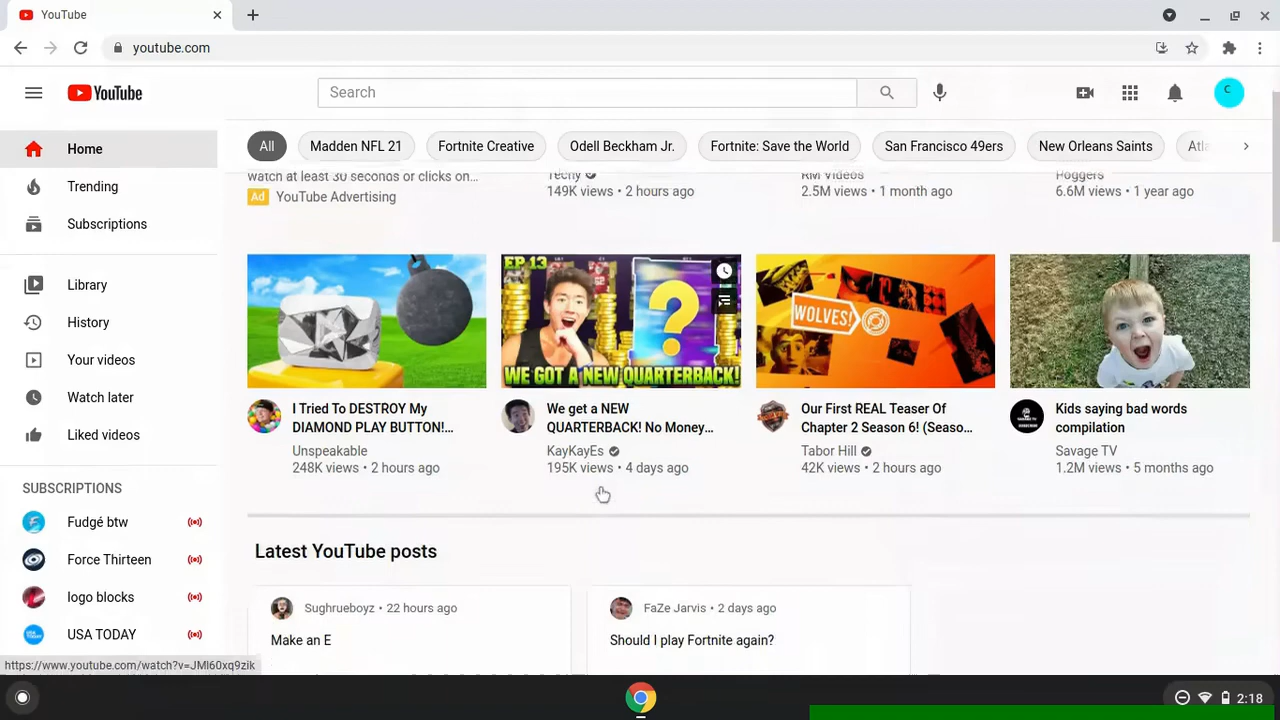 YouTube
youtube.com
YouTube
Search
C
All
Madden NFL 21
Fortnite Creative
Odell Beckham Jr.
Fortnite: Save the World
San Francisco 49ers
New Orleans Saints
Home
Trending
Subscriptions
Library
History
Your videos
Watch later
Liked videos
SUBSCRIPTIONS
Fudgé btw
Force Thirteen
logo blocks
USA TODAY
watch at least 30 seconds or clicks on...
Ad YouTube Advertising
Techy
149K views • 2 hours ago
RM Videos
2.5M views • 1 month ago
Poggers
6.6M views • 1 year ago
EP 13
WE GOT A NEW QUARTERBACK!
WOLVES!
I Tried To DESTROY My
DIAMOND PLAY BUTTON!...
Unspeakable
248K views • 2 hours ago
We get a NEW
QUARTERBACK! No Money...
KayKayEs
195K views • 4 days ago
Our First REAL Teaser Of
Chapter 2 Season 6! (Seaso...
Tabor Hill
42K views • 2 hours ago
Kids saying bad words
compilation
Savage TV
1.2M views • 5 months ago
Latest YouTube posts
Sughrueboyz • 22 hours ago
Make an E
FaZe Jarvis • 2 days ago
Should I play Fortnite again?
https://www.youtube.com/watch?v=JMl60xq9zik
2:18